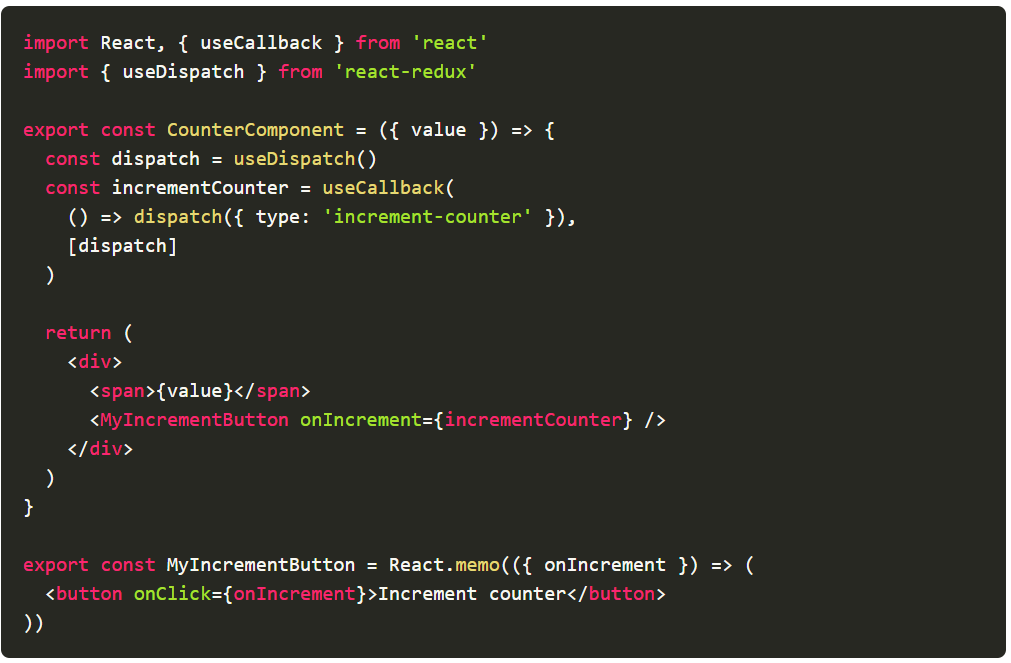 import React, { useCallback } from 'react'
import { useDispatch } from 'react-redux'

export const CounterComponent = ({ value }) => {
  const dispatch = useDispatch()
  const incrementCounter = useCallback(
    () => dispatch({ type: 'increment-counter' }),
    [dispatch]
  )

  return (
    <div>
      <span>{value}</span>
      <MyIncrementButton onIncrement={incrementCounter} />
    </div>
  )
}

export const MyIncrementButton = React.memo(({ onIncrement }) => (
  <button onClick={onIncrement}>Increment counter</button>
))